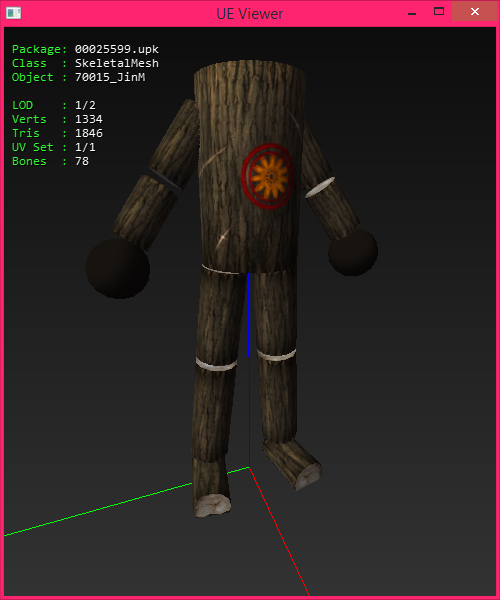 UE Viewer
Package: 00025599.upk
Class : SkeletalMesh
Object : 70015_JinM
LOD : 1/2
Verts : 1334
Tris : 1846
UV Set : 1/1
Bones : 78